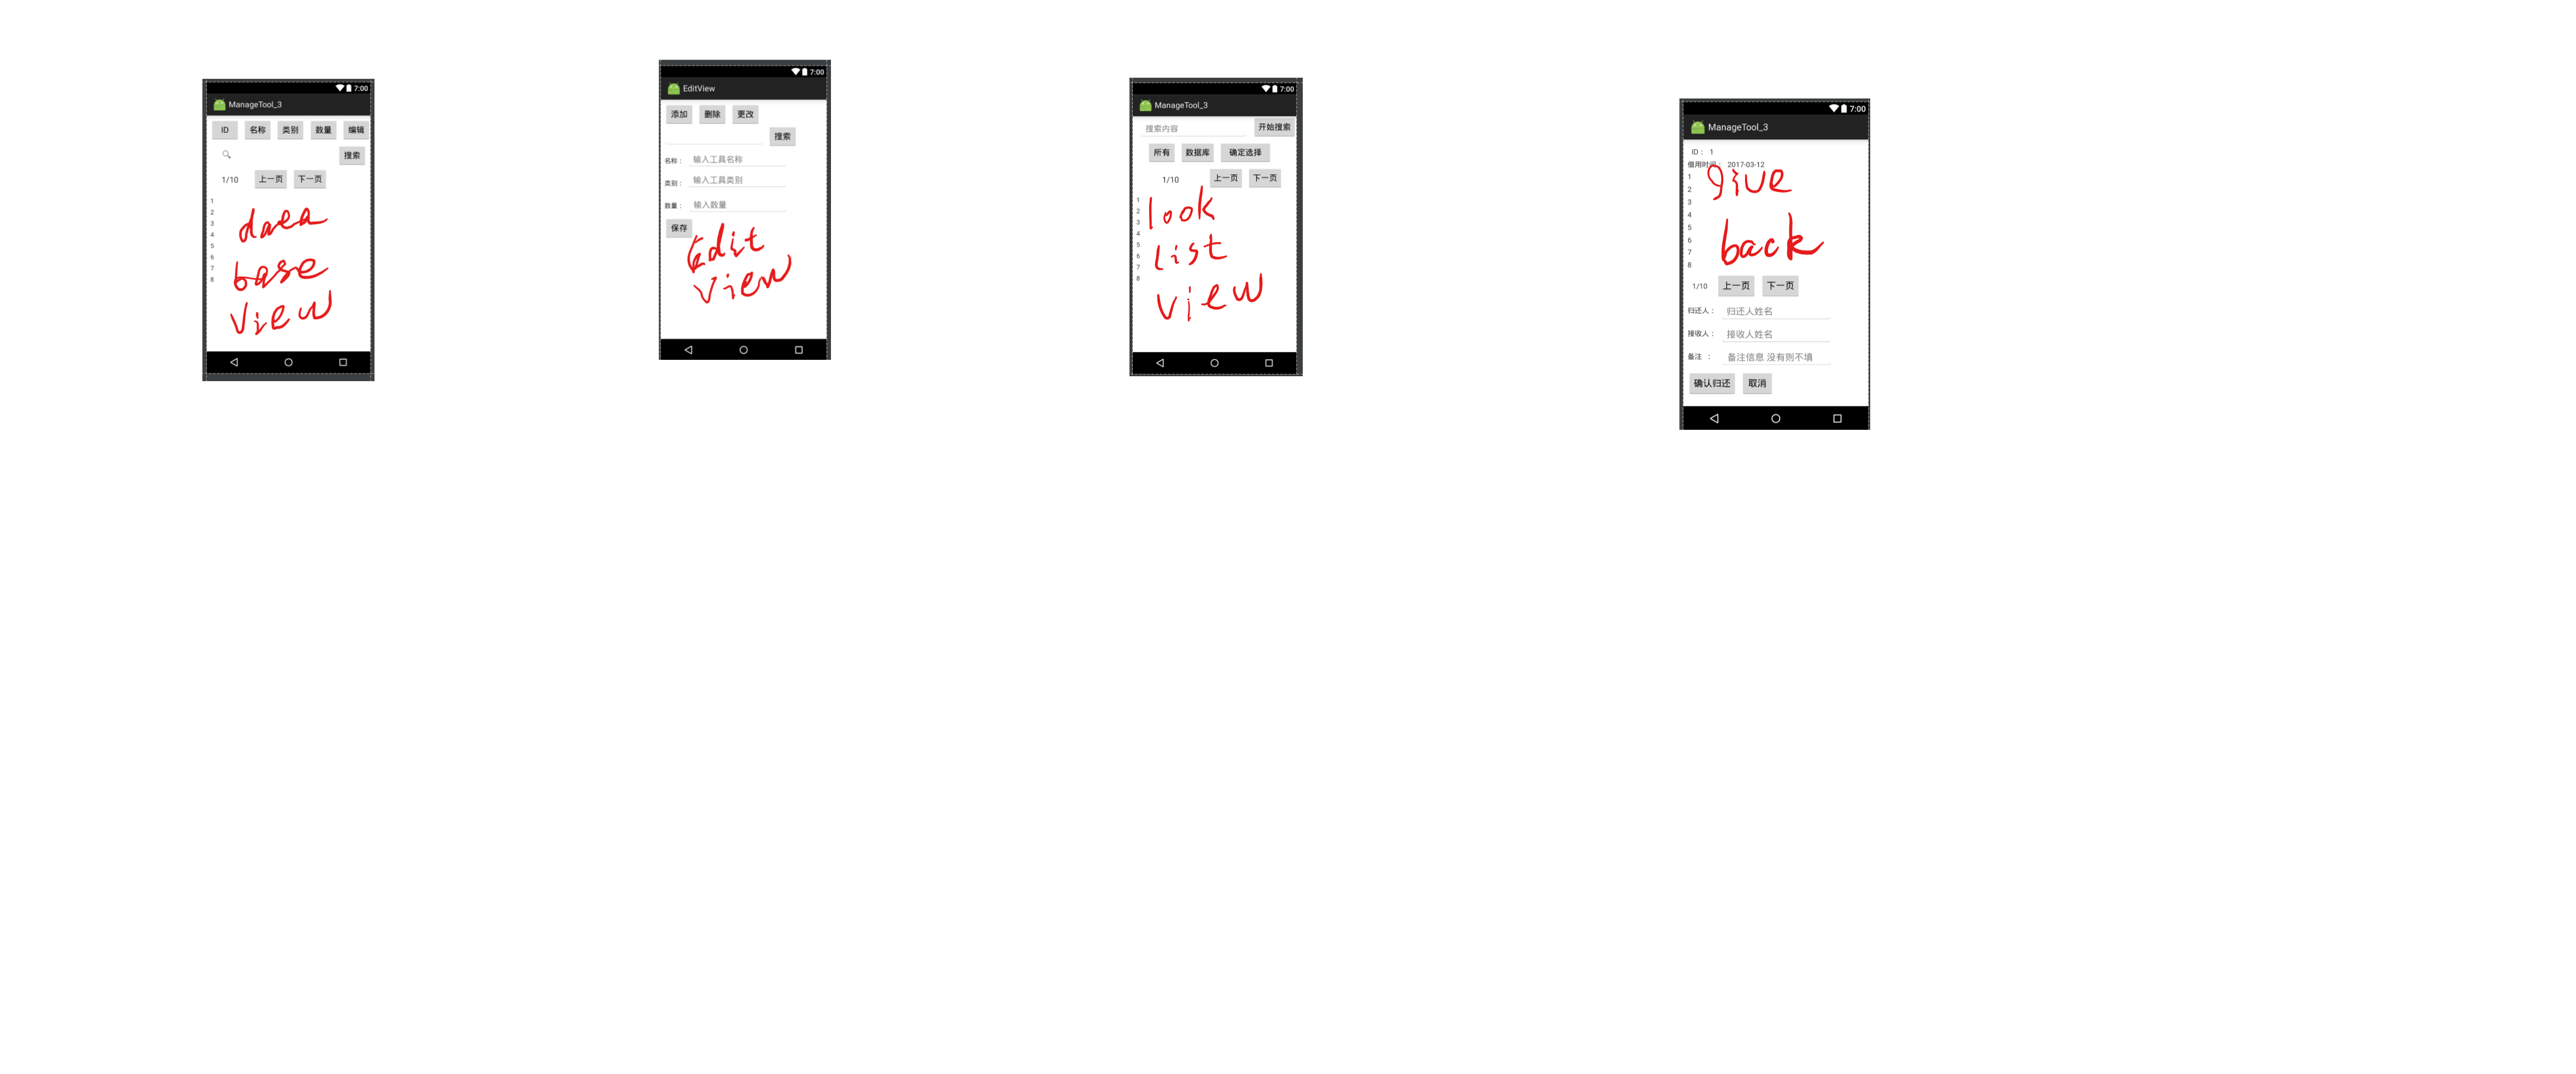 7:00
ManageTool_3
ID 名称 类别 数量 编辑
搜索
1/10 上一页 下一页
1
2
3
4
5
6
7
8
base
view
7:00
EditView
添加 删除 更改
搜索
名称： 输入工具名称
类别： 输入工具类别
数量： 输入数量
保存
Edit
View
7:00
ManageTool_3
搜索内容 开始搜索
所有 数据库 确定选择
1/10 上一页 下一页
1
2
3
4
5
6
7
8
look
list
view
7:00
ManageTool_3
ID： 1
借用时间： 2017-03-12
1
2
3
4
5
6
7
8
give
back
1/10 上一页 下一页
归还人： 归还人姓名
接收人： 接收人姓名
备注 ： 备注信息 没有则不填
确认归还 取消